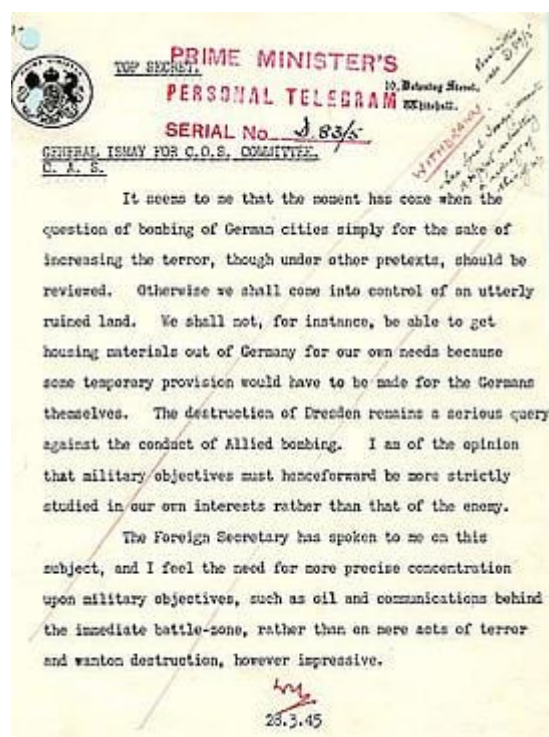 PRIME MINISTER'S
TOP SECRET.
10, Downing Street,
PERSONAL TELEGRAM Whitehall.
SERIAL No D.83/5
WITHDRAWN
GENERAL ISMAY FOR C.O.S. COMMITTEE.
C. A. S.
It seems to me that the moment has come when the
question of bombing of German cities simply for the sake of
increasing the terror, though under other pretexts, should be
reviewed. Otherwise we shall come into control of an utterly
ruined land. We shall not, for instance, be able to get
housing materials out of Germany for our own needs because
some temporary provision would have to be made for the Germans
themselves. The destruction of Dresden remains a serious query
against the conduct of Allied bombing. I am of the opinion
that military objectives must henceforward be more strictly
studied in our own interests rather than that of the enemy.
The Foreign Secretary has spoken to me on this
subject, and I feel the need for more precise concentration
upon military objectives, such as oil and communications behind
the immediate battle-zone, rather than on mere acts of terror
and wanton destruction, however impressive.
28.3.45